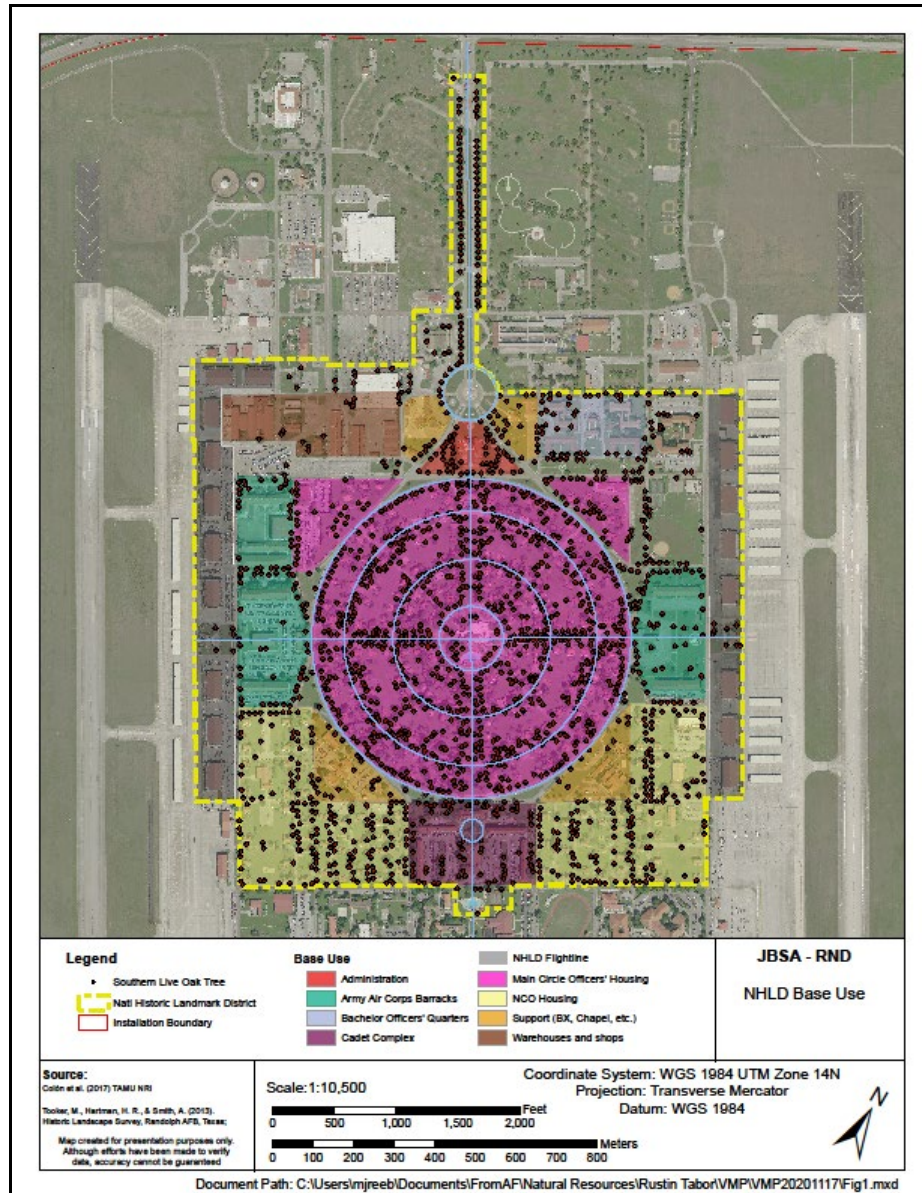 Legend
Southern Live Oak Tree
Natl Historic Landmark District
Installation Boundary
Base Use
Administration
Army Air Corps Barracks
Bachelor Officers' Quarters
Cadet Complex
NHLD Flightline
Main Circle Officers' Housing
NCO Housing
Support (BX, Chapel, etc.)
Warehouses and shops
JBSA - RND
NHLD Base Use
Source:
Colón et al. (2017) TAMU NRI
Tooker, M., Hartman, H. R., & Smith, A. (2013).
Historic Landscape Survey, Randolph AFB, Texas;
Map created for presentation purposes only.
Although efforts have been made to verify
data, accuracy cannot be guaranteed
Scale:1:10,500
Feet
0 500 1,000 1,500 2,000
Meters
0 100 200 300 400 500 600 700 800
Coordinate System: WGS 1984 UTM Zone 14N
Projection: Transverse Mercator
Datum: WGS 1984
N
Document Path: C:\Users\mjreeb\Documents\FromAF\Natural Resources\Rustin Tabor\VMP\VMP20201117\Fig1.mxd